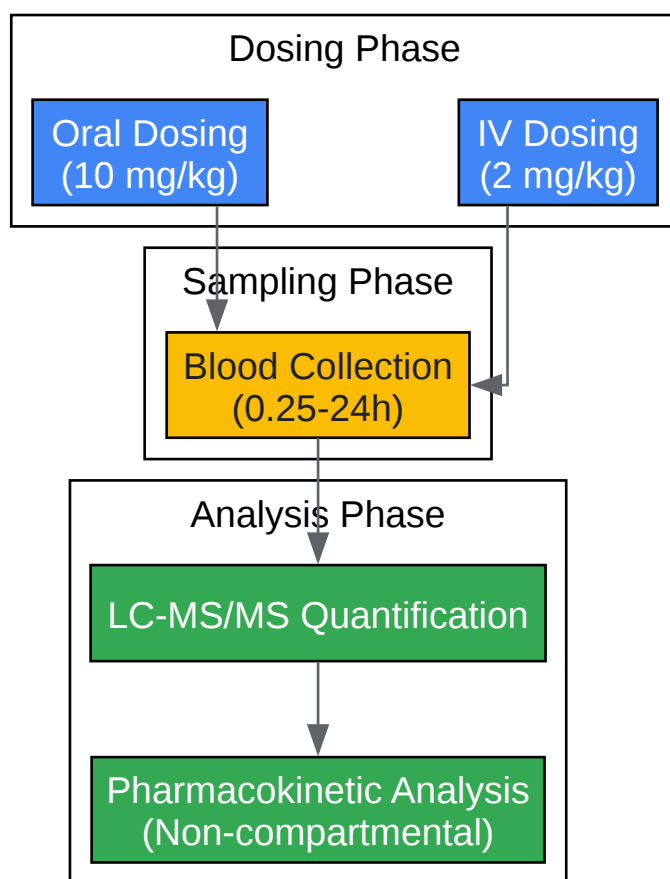 Dosing Phase
Oral Dosing
(10 mg/kg)
IV Dosing
(2 mg/kg)
Sampling Phase
Blood Collection
(0.25-24h)
Analysis Phase
LC-MS/MS Quantification
Pharmacokinetic Analysis
(Non-compartmental)